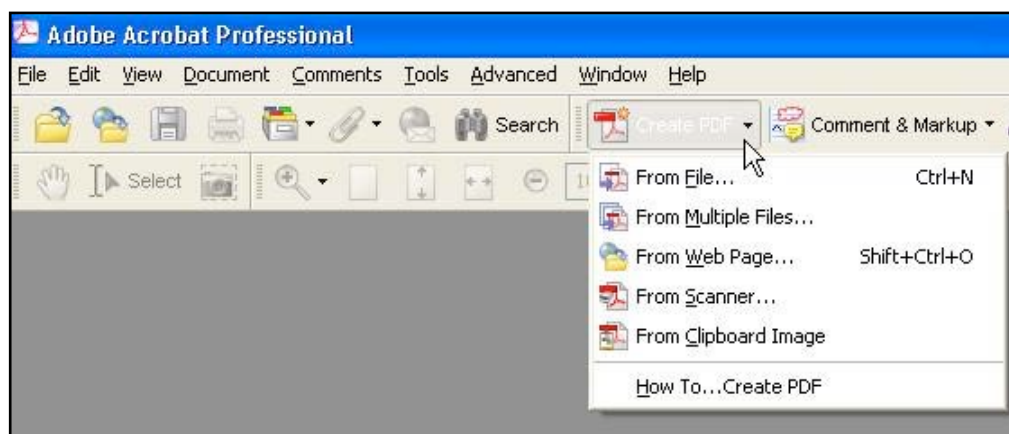 Adobe Acrobat Professional
File Edit View Document Comments Tools Advanced Window Help
Search Create PDF Comment & Markup
Select
From File... Ctrl+N
From Multiple Files...
From Web Page... Shift+Ctrl+O
From Scanner...
From Clipboard Image
How To...Create PDF